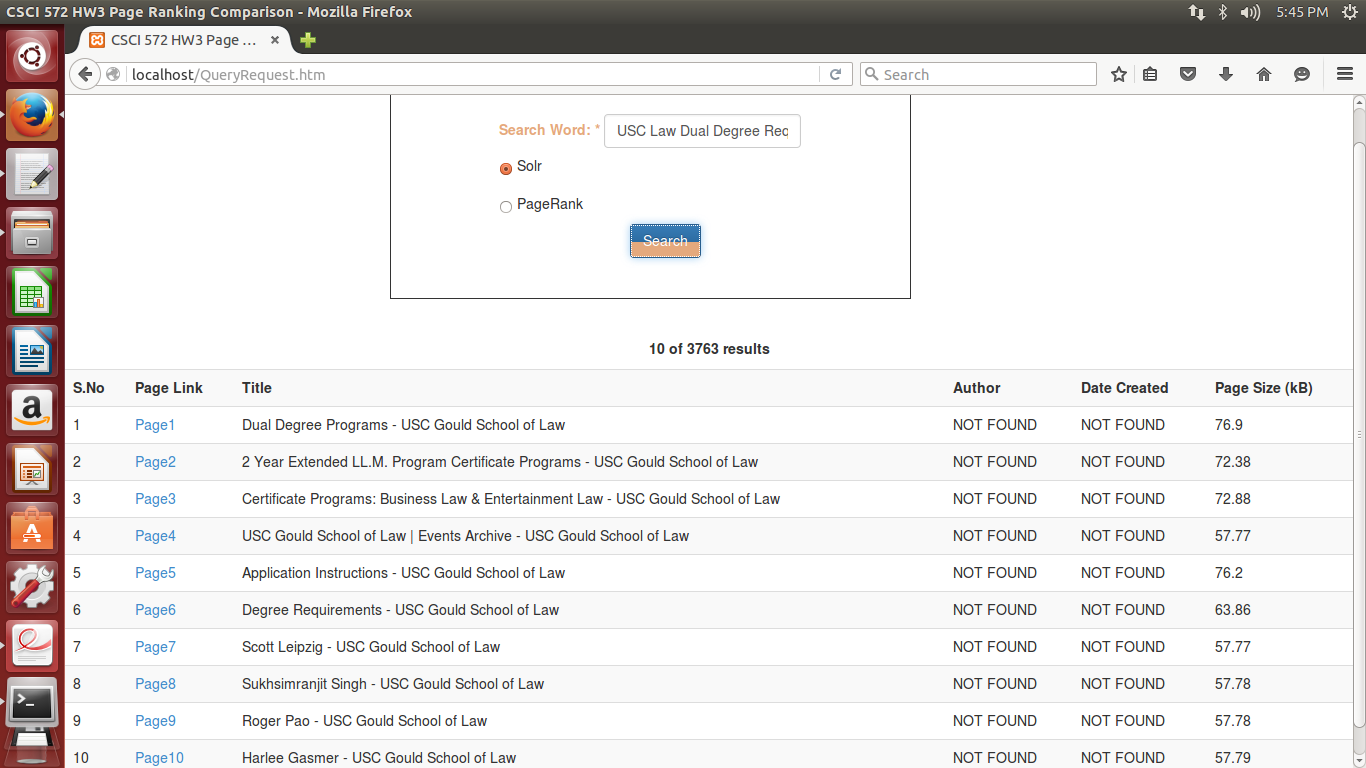 CSCI 572 HW3 Page Ranking Comparison - Mozilla Firefox 5:45 PM
CSCI 572 HW3 Page ...
localhost/QueryRequest.htm Search
Search Word: * USC Law Dual Degree Req
Solr
PageRank
Search
10 of 3763 results
S.No Page Link Title Author Date Created Page Size (kB)
1 Page1 Dual Degree Programs - USC Gould School of Law NOT FOUND NOT FOUND 76.9
2 Page2 2 Year Extended LL.M. Program Certificate Programs - USC Gould School of Law NOT FOUND NOT FOUND 72.38
3 Page3 Certificate Programs: Business Law & Entertainment Law - USC Gould School of Law NOT FOUND NOT FOUND 72.88
4 Page4 USC Gould School of Law | Events Archive - USC Gould School of Law NOT FOUND NOT FOUND 57.77
5 Page5 Application Instructions - USC Gould School of Law NOT FOUND NOT FOUND 76.2
6 Page6 Degree Requirements - USC Gould School of Law NOT FOUND NOT FOUND 63.86
7 Page7 Scott Leipzig - USC Gould School of Law NOT FOUND NOT FOUND 57.77
8 Page8 Sukhsimranjit Singh - USC Gould School of Law NOT FOUND NOT FOUND 57.78
9 Page9 Roger Pao - USC Gould School of Law NOT FOUND NOT FOUND 57.78
10 Page10 Harlee Gasmer - USC Gould School of Law NOT FOUND NOT FOUND 57.79